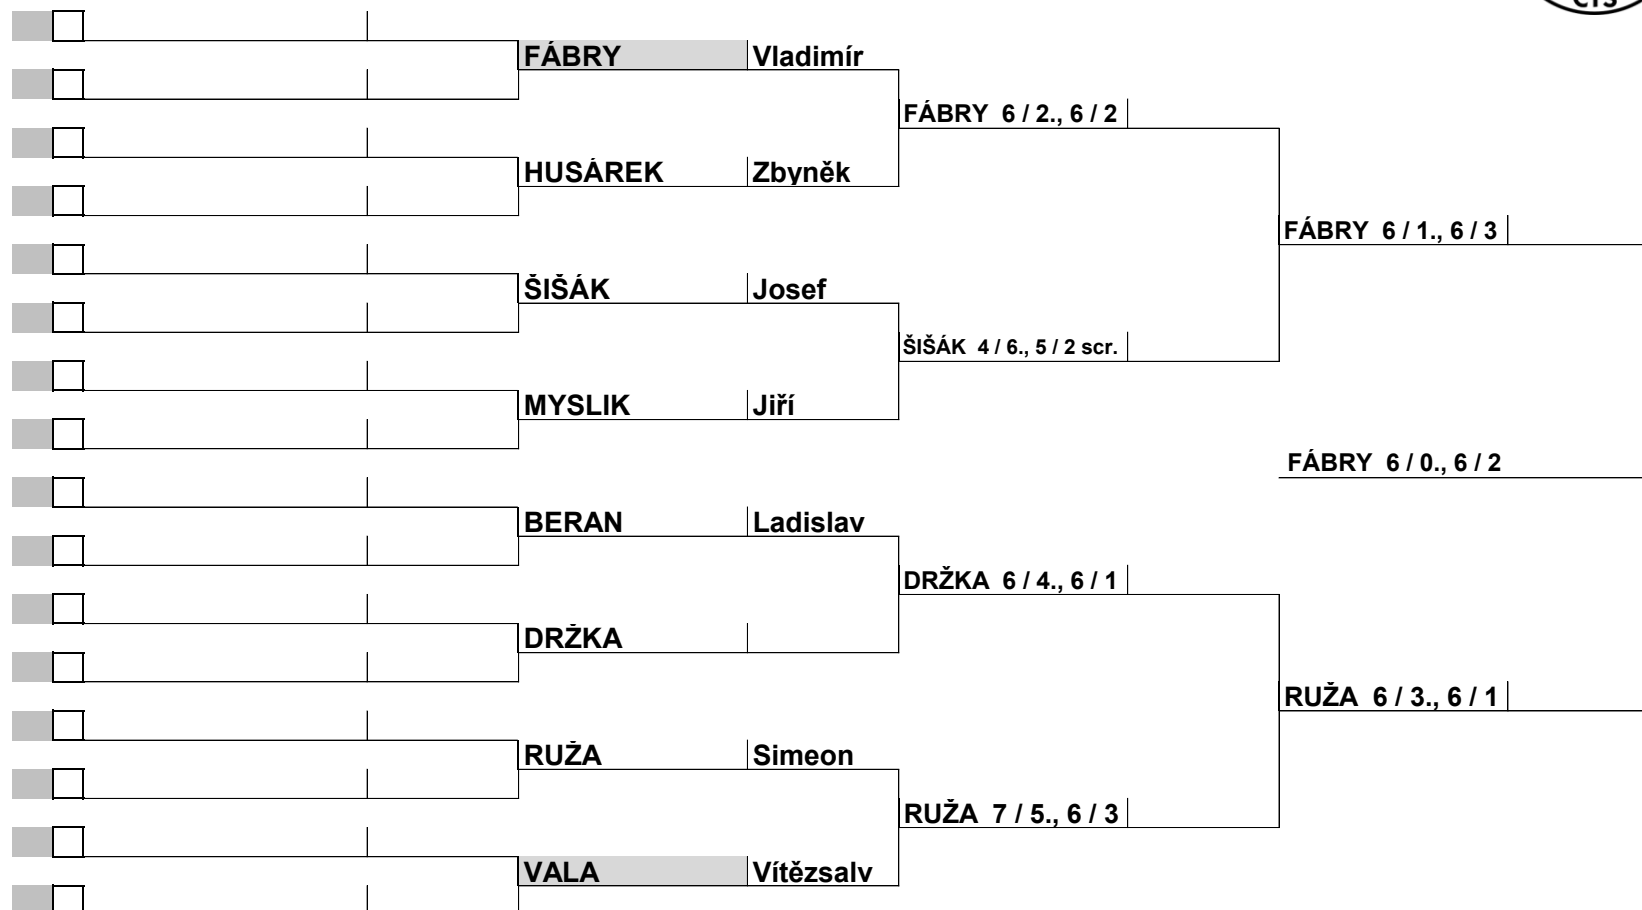 ČTS
FÁBRY Vladimír
FÁBRY 6 / 2., 6 / 2
HUSÁREK Zbyněk
FÁBRY 6 / 1., 6 / 3
ŠIŠÁK Josef
ŠIŠÁK 4 / 6., 5 / 2 scr.
MYSLIK Jiří
FÁBRY 6 / 0., 6 / 2
BERAN Ladislav
DRŽKA 6 / 4., 6 / 1
DRŽKA
RUŽA 6 / 3., 6 / 1
RUŽA Simeon
RUŽA 7 / 5., 6 / 3
VALA Vítězsalv